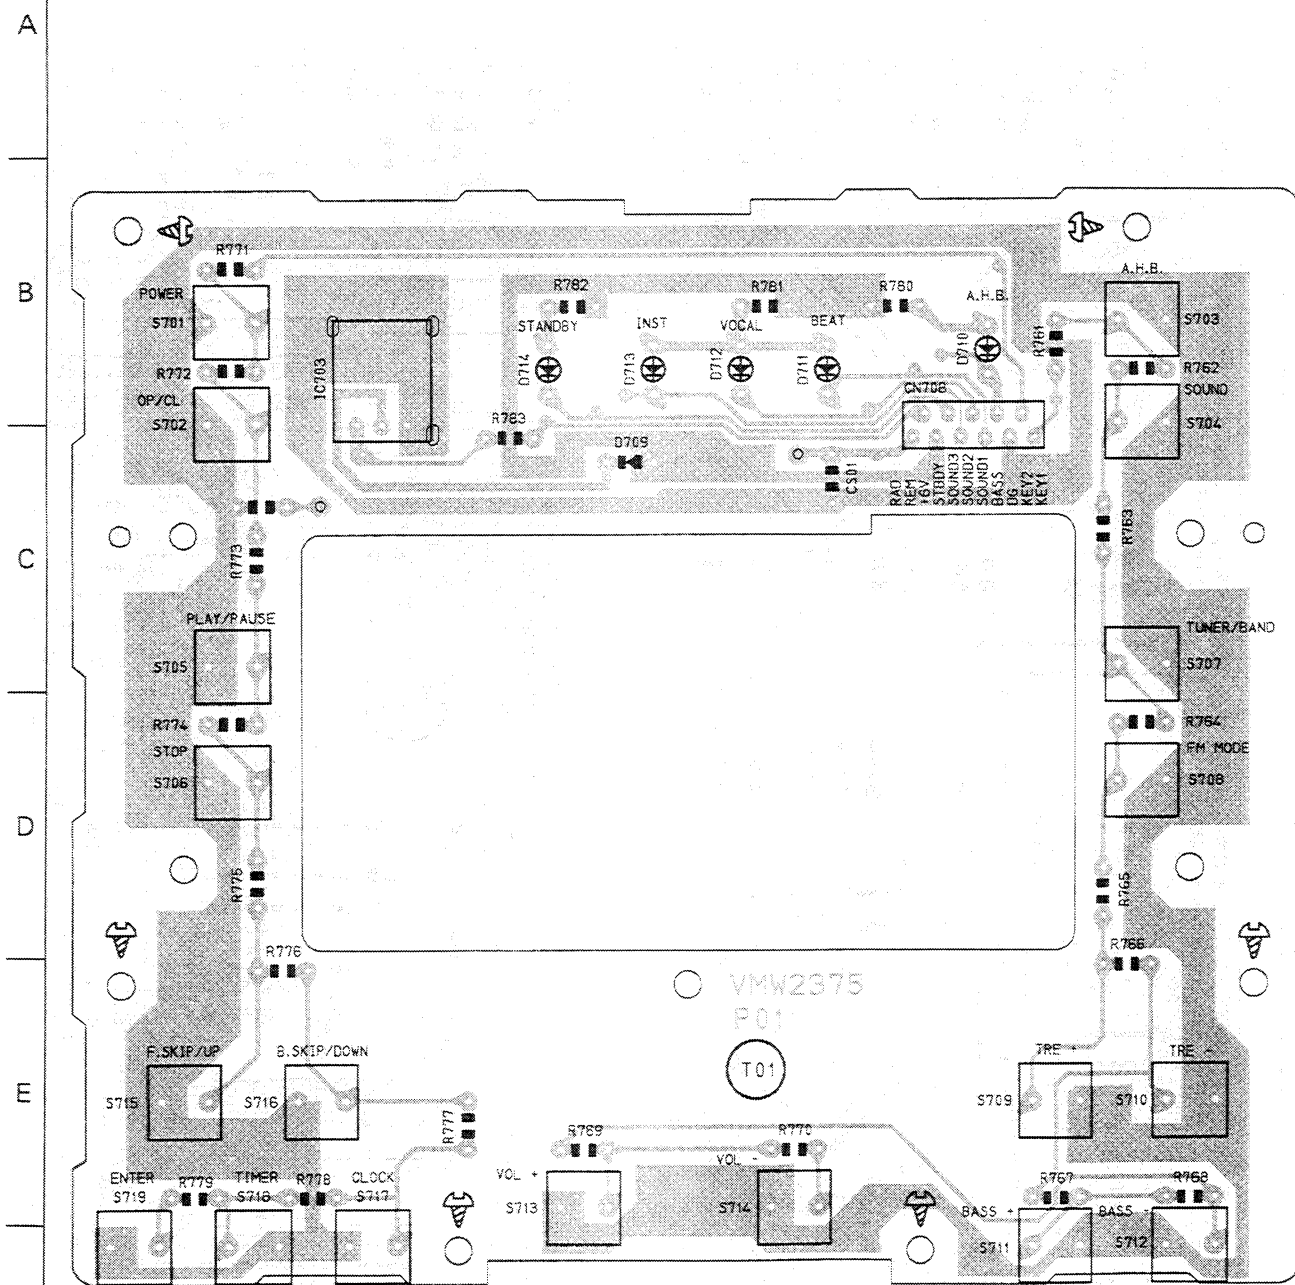 A
R771
A.H.B.
B
POWER
R782
R781
R780
A.H.B.
S701
STANDBY
INST
VOCAL
BEAT
S703
R761
R772
IC703
D714
D713
D712
D711
D710
R762
OP/CL
CN708
SOUND
S702
R783
S704
D709
CS01
RAD
REM
+6V
STBDY
SOUND3
SOUND2
SOUND1
BASS
DG
KEY2
KEY1
R763
C
R773
PLAY/PAUSE
TUNER/BAND
S705
S707
R774
R764
STOP
FM MODE
S706
S708
D
R775
R765
R776
R766
VMW2375
P01
F.SKIP/UP
B.SKIP/DOWN
TRE +
TRE -
T01
E
S715
S716
S709
S710
R777
R769
R770
VOL +
VOL -
ENTER
TIMER
CLOCK
S719
R779
S718
R778
S717
R767
R768
S713
S714
BASS +
BASS -
S711
S712